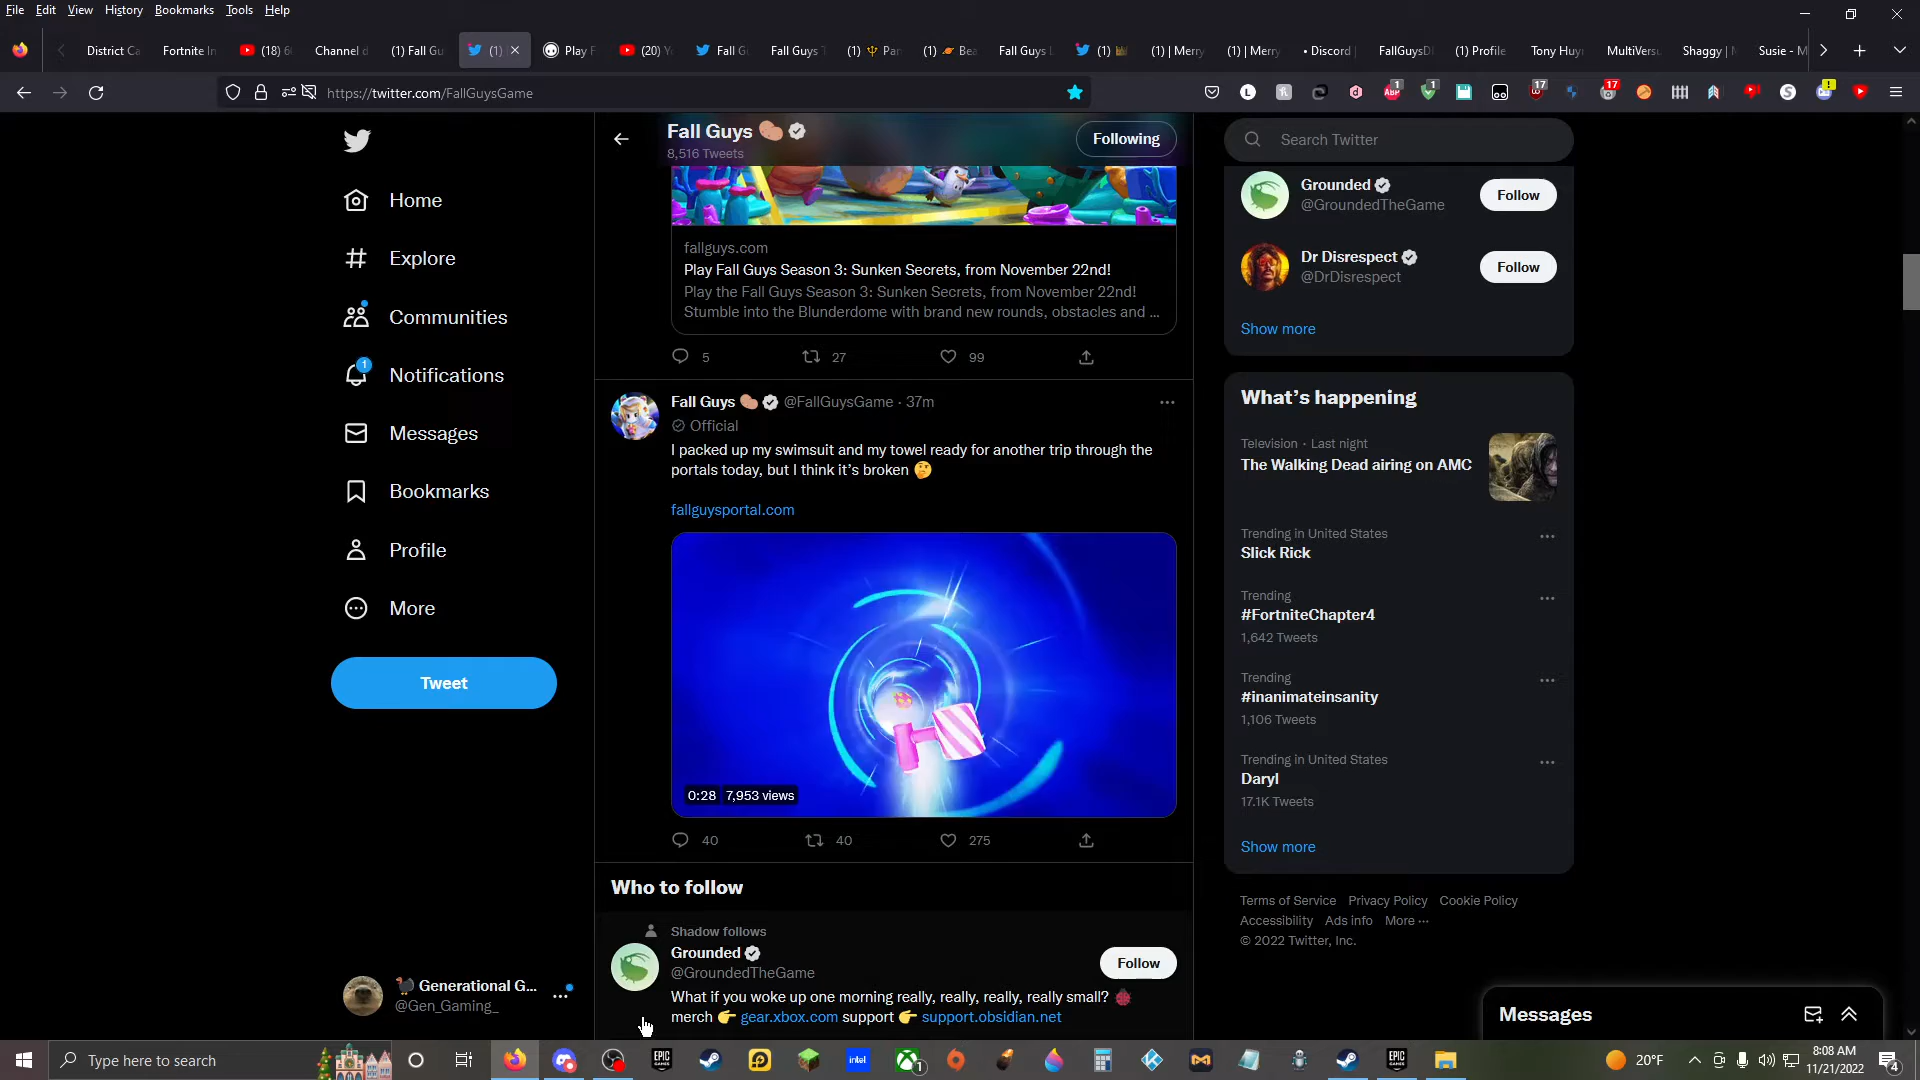 File Edit View History Bookmarks Tools Help
District Ca Fortnite In (18) 6 Channel d (1) Fall Gu (1) Play F (20) Y Fall G Fall Guys T (1) Pan (1) Bea Fall Guys L (1) (1) | Merry (1) | Merry • Discord FallGuysDI (1) Profile Tony Huyn MultiVersu Shaggy | M Susie - M
https://twitter.com/FallGuysGame
Fall Guys
8,516 Tweets
Following
Search Twitter
Home
Explore
Communities
Notifications
1
Messages
Bookmarks
Profile
More
Tweet
Generational G...
@Gen_Gaming_
fallguys.com
Play Fall Guys Season 3: Sunken Secrets, from November 22nd!
Play the Fall Guys Season 3: Sunken Secrets, from November 22nd!
Stumble into the Blunderdome with brand new rounds, obstacles and ...
5 27 99
Fall Guys @FallGuysGame · 37m
Official
I packed up my swimsuit and my towel ready for another trip through the
portals today, but I think it's broken 🤔
fallguysportal.com
0:28 7,953 views
40 40 275
Who to follow
Shadow follows
Grounded
@GroundedTheGame
Follow
What if you woke up one morning really, really, really, really small? 🐞
merch 👉 gear.xbox.com support 👉 support.obsidian.net
Grounded
@GroundedTheGame
Follow
Dr Disrespect
@DrDisrespect
Follow
Show more
What's happening
Television · Last night
The Walking Dead airing on AMC
Trending in United States
Slick Rick
Trending
#FortniteChapter4
1,642 Tweets
Trending
#inanimateinsanity
1,106 Tweets
Trending in United States
Daryl
17.1K Tweets
Show more
Terms of Service Privacy Policy Cookie Policy
Accessibility Ads info More ···
© 2022 Twitter, Inc.
Messages
Type here to search
20°F
8:08 AM
11/21/2022